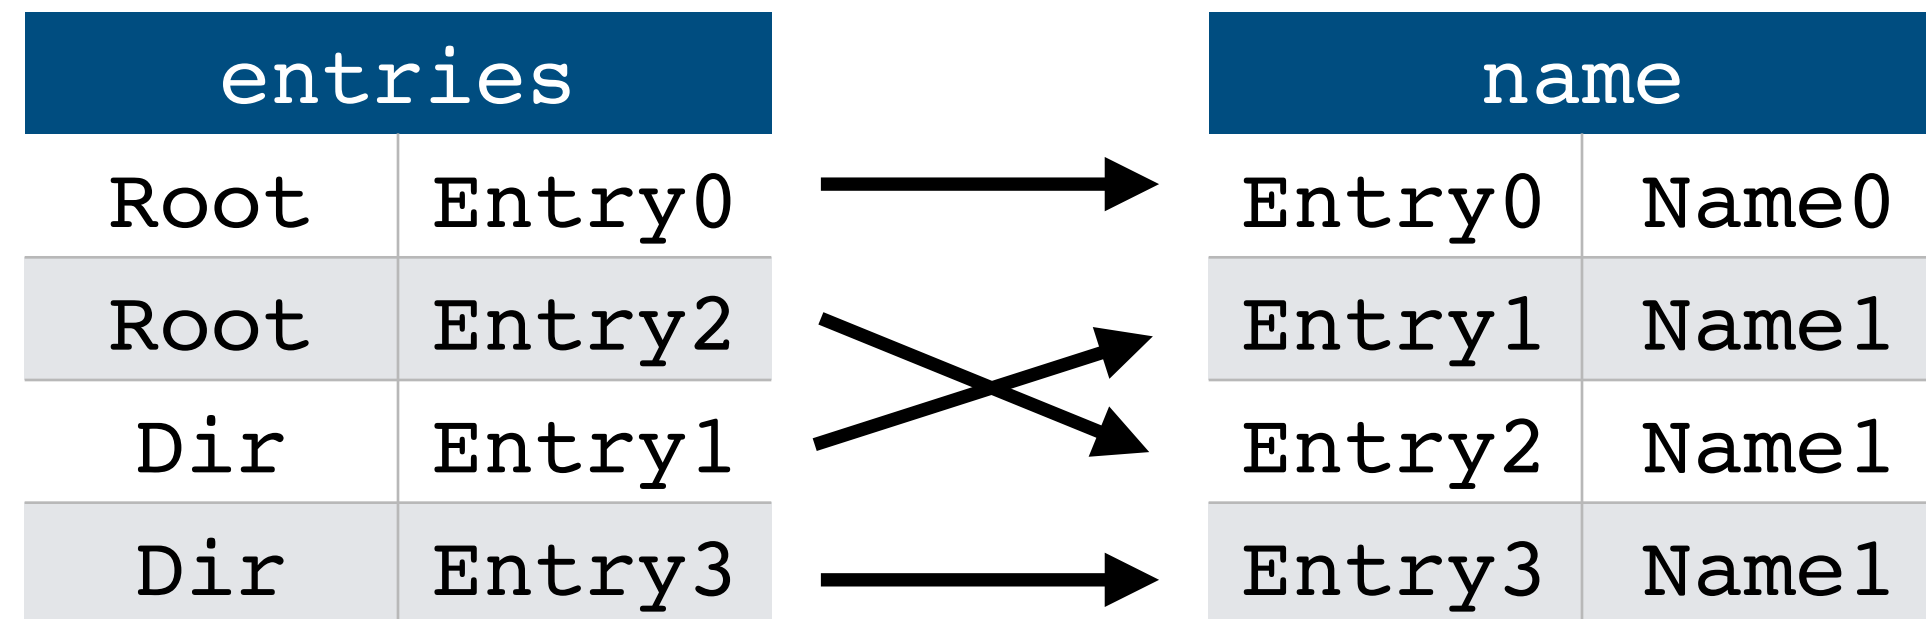 entries name
Root Entry0 Entry0 Name0
Root Entry2 Entry1 Name1
Dir Entry1 Entry2 Name1
Dir Entry3 Entry3 Name1